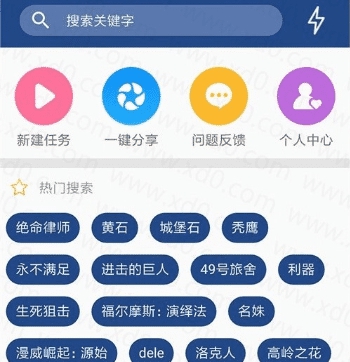 搜索关键字
新建任务 一键分享 问题反馈 个人中心
热门搜索
绝命律师 黄石 城堡石 秃鹰
永不满足 进击的巨人 49号旅舍 利器
生死狙击 福尔摩斯: 演绎法 名姝
漫威崛起: 源始 dele 洛克人 高岭之花